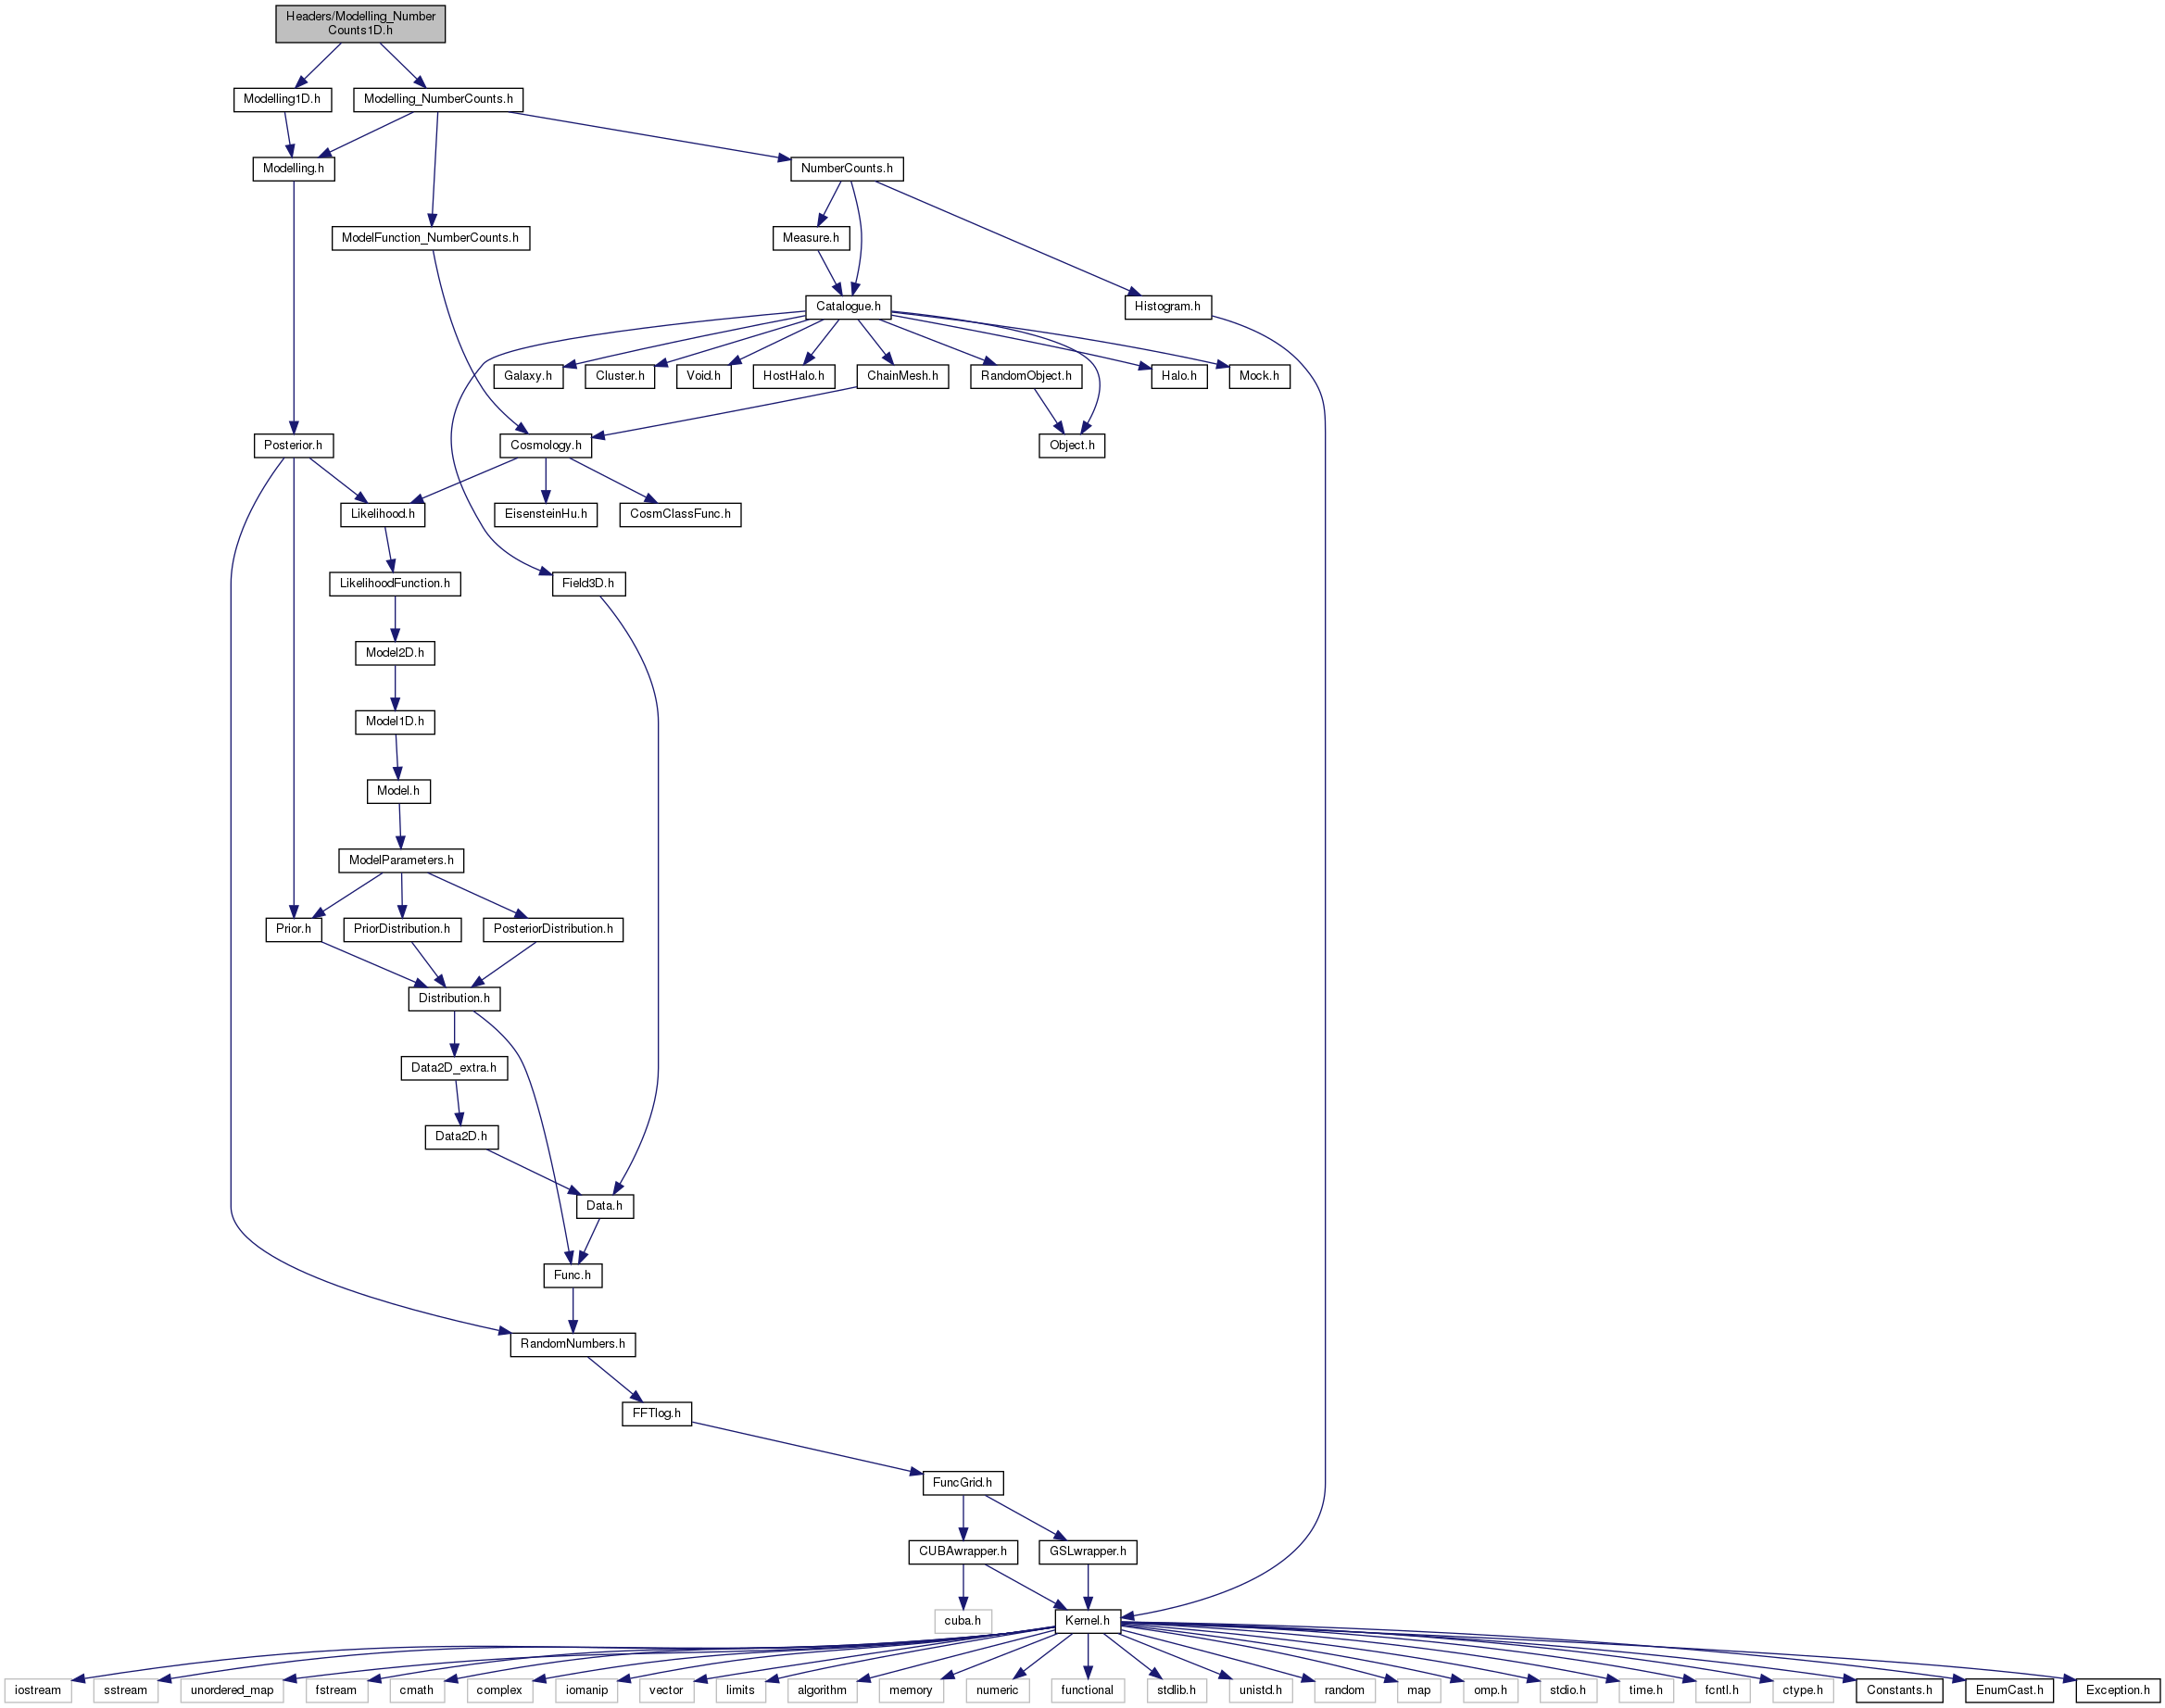 Headers/Modelling_Number
Counts1D.h
Modelling1D.h
Modelling_NumberCounts.h
Modelling.h
NumberCounts.h
ModelFunction_NumberCounts.h
Measure.h
Catalogue.h
Histogram.h
Galaxy.h
Cluster.h
Void.h
HostHalo.h
ChainMesh.h
RandomObject.h
Halo.h
Mock.h
Posterior.h
Cosmology.h
Object.h
Likelihood.h
EisensteinHu.h
CosmClassFunc.h
LikelihoodFunction.h
Field3D.h
Model2D.h
Model1D.h
Model.h
ModelParameters.h
Prior.h
PriorDistribution.h
PosteriorDistribution.h
Distribution.h
Data2D_extra.h
Data2D.h
Data.h
Func.h
RandomNumbers.h
FFTlog.h
FuncGrid.h
CUBAwrapper.h
GSLwrapper.h
cuba.h
Kernel.h
iostream
sstream
unordered_map
fstream
cmath
complex
iomanip
vector
limits
algorithm
memory
numeric
functional
stdlib.h
unistd.h
random
map
omp.h
stdio.h
time.h
fcntl.h
ctype.h
Constants.h
EnumCast.h
Exception.h